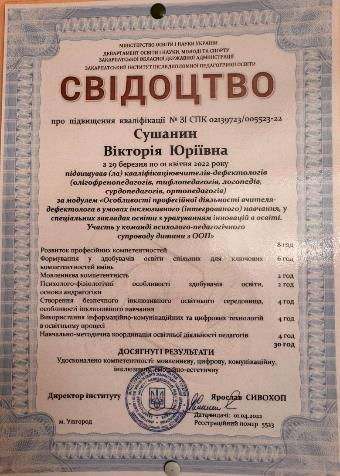 МІНІСТЕРСТВО ОСВІТИ І НАУКИ УКРАЇНИ
ДЕПАРТАМЕНТ ОСВІТИ І НАУКИ, МОЛОДІ ТА СПОРТУ
ЗАКАРПАТСЬКОЇ ОБЛАСНОЇ ДЕРЖАВНОЇ АДМІНІСТРАЦІЇ
ЗАКАРПАТСЬКИЙ ІНСТИТУТ ПІСЛЯДИПЛОМНОЇ ПЕДАГОГІЧНОЇ ОСВІТИ
СВІДОЦТВО
про підвищення кваліфікації № ЗІ СПК 02139723/005523-22
Сушанин
Вікторія Юріївна
з 29 березня по 01 квітня 2022 року
підвищував (ла) кваліфікаціювчителів-дефектологів
(олігофренопедагогів, тифлопедагогів, логопедів,
сурдопедагогів, ортопедагогів)
за модулем «Особливості професійної діяльності вчителя-
дефектолога в умовах інклюзивного (інтегрованого) навчання, у
спеціальних закладах освіти з урахуванням інновацій в освіті.
Участь у команді психолого-педагогічного
супроводу дитини з ООП»
Розвиток професійних компетентностей 8 год
Формування у здобувачів освіти спільних для ключових 6 год
компетентностей вмінь
Мовленнєва компетентність 2 год
Психолого-фізіологічні особливості здобувачів освіти, 2 год
основи андрагогіки
Створення безпечного інклюзивного освітнього середовища, 4 год
особливості інклюзивного навчання
Використання інформаційно-комунікаційних та цифрових технологій 4 год
в освітньому процесі
Навчально-методична координація освітньої діяльності педагогів 4 год
30 год
ДОСЯГНУТІ РЕЗУЛЬТАТИ
Удосконалено компетентності: мовленнєву, цифрову, комунікаційну,
інклюзивну, емоційно-естетичну
Директор інституту Ярослав СИВОХОП
Дата видачі: 01.04.2022
м. Ужгород Реєстраційний номер 5523